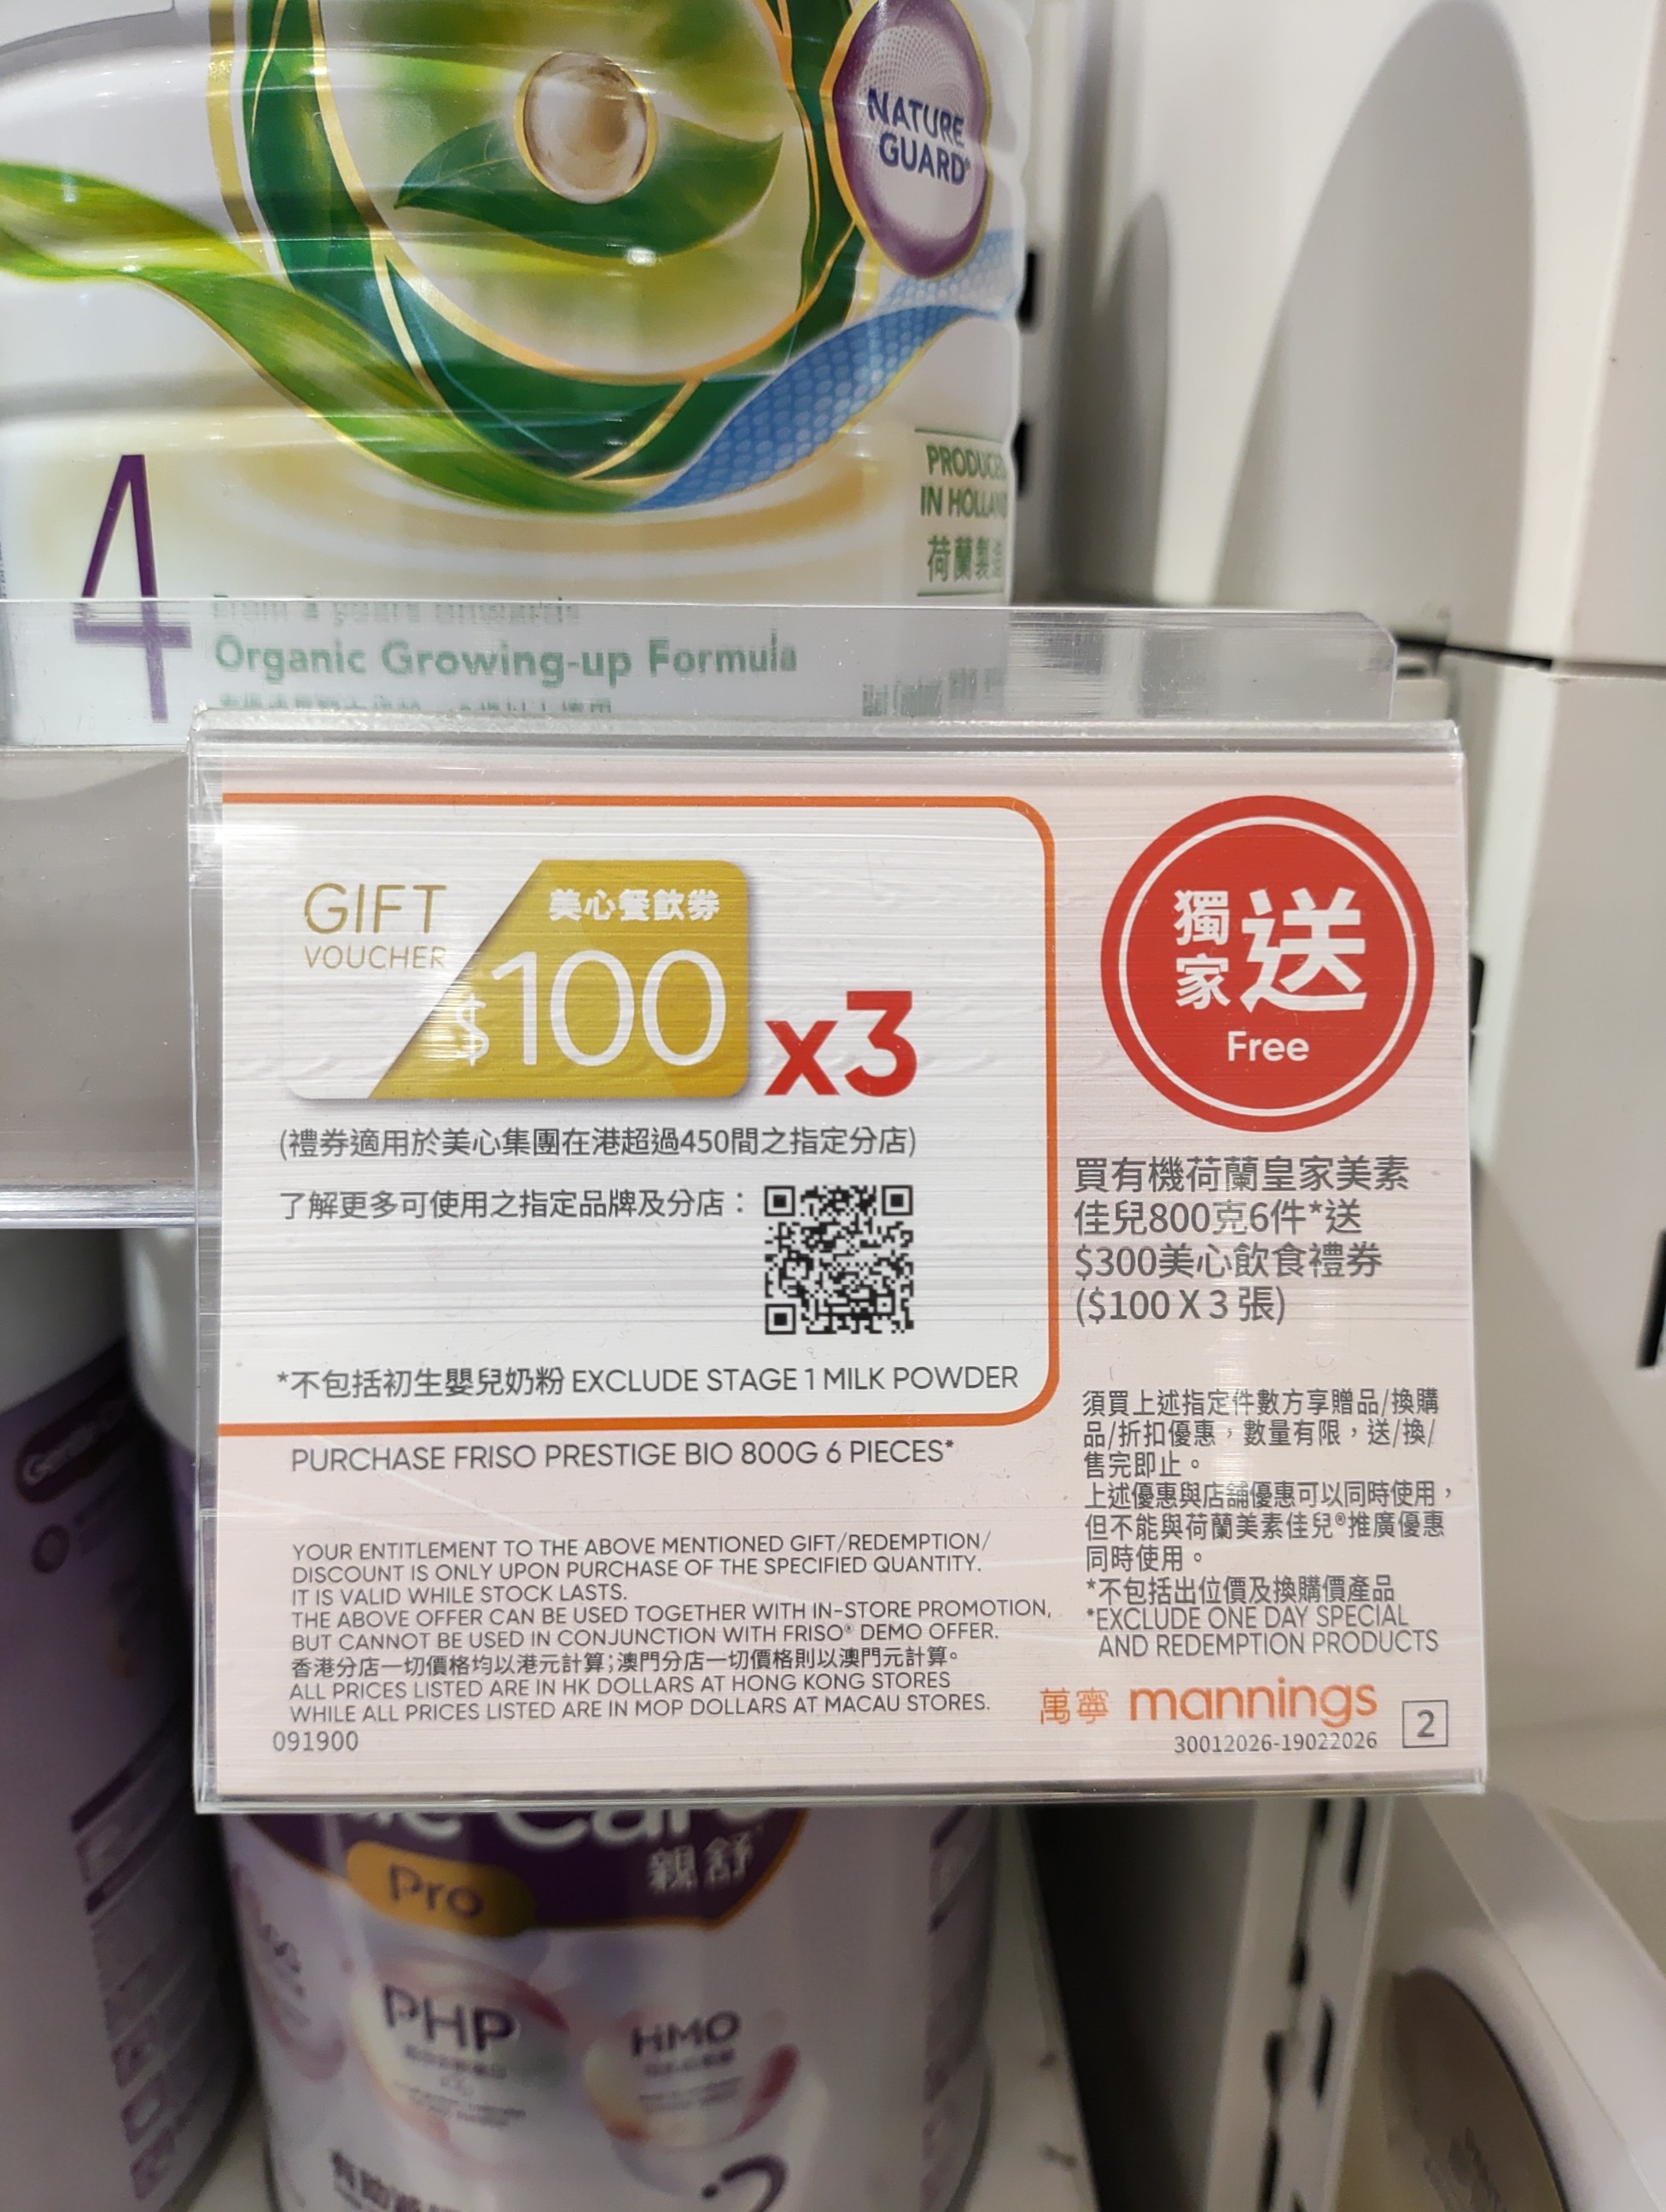 NATURE
GUARD®
PRODUCED
IN HOLLAND
荷蘭製造
4
From 3 years onwards
Organic Growing-up Formula
GIFT
VOUCHER
美心餐飲券
$100
x3
(禮券適用於美心集團在港超過450間之指定分店)
了解更多可使用之指定品牌及分店：
*不包括初生嬰兒奶粉 EXCLUDE STAGE 1 MILK POWDER
PURCHASE FRISO PRESTIGE BIO 800G 6 PIECES*
YOUR ENTITLEMENT TO THE ABOVE MENTIONED GIFT/REDEMPTION/
DISCOUNT IS ONLY UPON PURCHASE OF THE SPECIFIED QUANTITY.
IT IS VALID WHILE STOCK LASTS.
THE ABOVE OFFER CAN BE USED TOGETHER WITH IN-STORE PROMOTION,
BUT CANNOT BE USED IN CONJUNCTION WITH FRISO® DEMO OFFER.
香港分店一切價格均以港元計算;澳門分店一切價格則以澳門元計算。
ALL PRICES LISTED ARE IN HK DOLLARS AT HONG KONG STORES
WHILE ALL PRICES LISTED ARE IN MOP DOLLARS AT MACAU STORES.
091900
獨家送
Free
買有機荷蘭皇家美素
佳兒800克6件*送
$300美心飲食禮券
($100 X 3 張)
須買上述指定件數方享贈品/換購
品/折扣優惠，數量有限，送/換/
售完即止。
上述優惠與店舖優惠可以同時使用，
但不能與荷蘭美素佳兒®推廣優惠
同時使用。
*不包括出位價及換購價產品
*EXCLUDE ONE DAY SPECIAL
AND REDEMPTION PRODUCTS
萬寧 mannings
30012026-19022026
2
Care
親舒
Pro
PHP
HMO
2